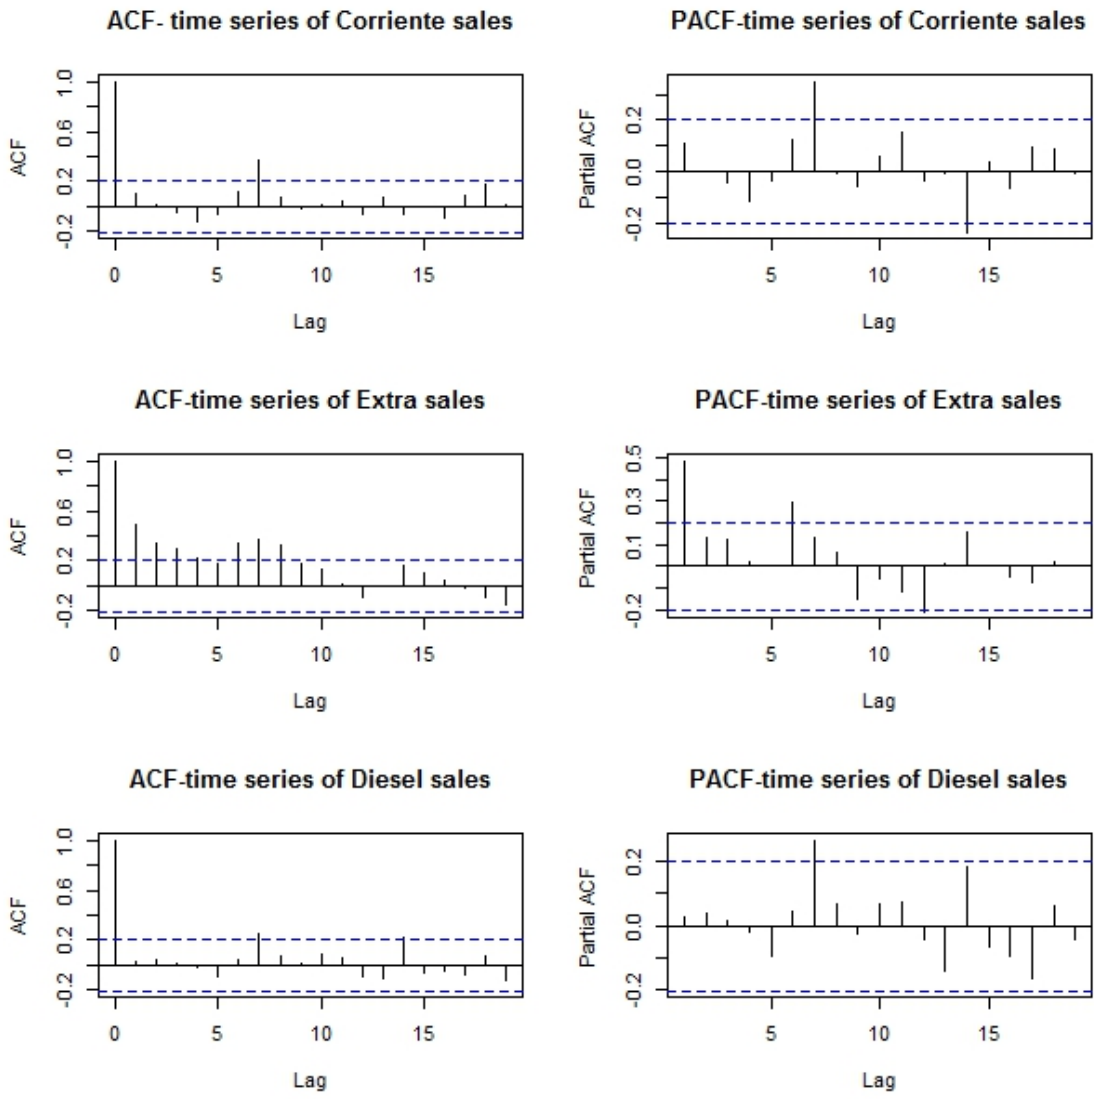 ACF- time series of Corriente sales
ACF
1.0
0.6
0.2
-0.2
0 5 10 15
Lag
PACF-time series of Corriente sales
Partial ACF
0.2
0.0
-0.2
5 10 15
Lag
ACF-time series of Extra sales
ACF
1.0
0.6
0.2
-0.2
0 5 10 15
Lag
PACF-time series of Extra sales
Partial ACF
0.5
0.3
0.1
-0.2
5 10 15
Lag
ACF-time series of Diesel sales
ACF
1.0
0.6
0.2
-0.2
0 5 10 15
Lag
PACF-time series of Diesel sales
Partial ACF
0.2
0.0
-0.2
5 10 15
Lag